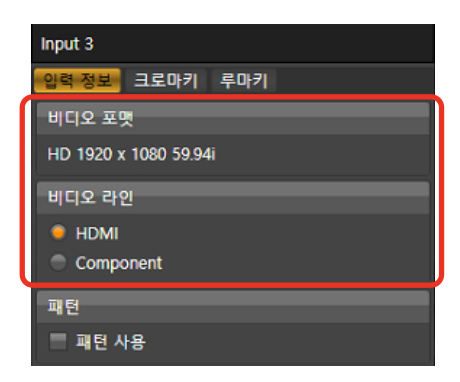 Input 3
입력 정보 크로마키 루마키
비디오 포맷
HD 1920 x 1080 59.94i
비디오 라인
HDMI
Component
패턴
패턴 사용